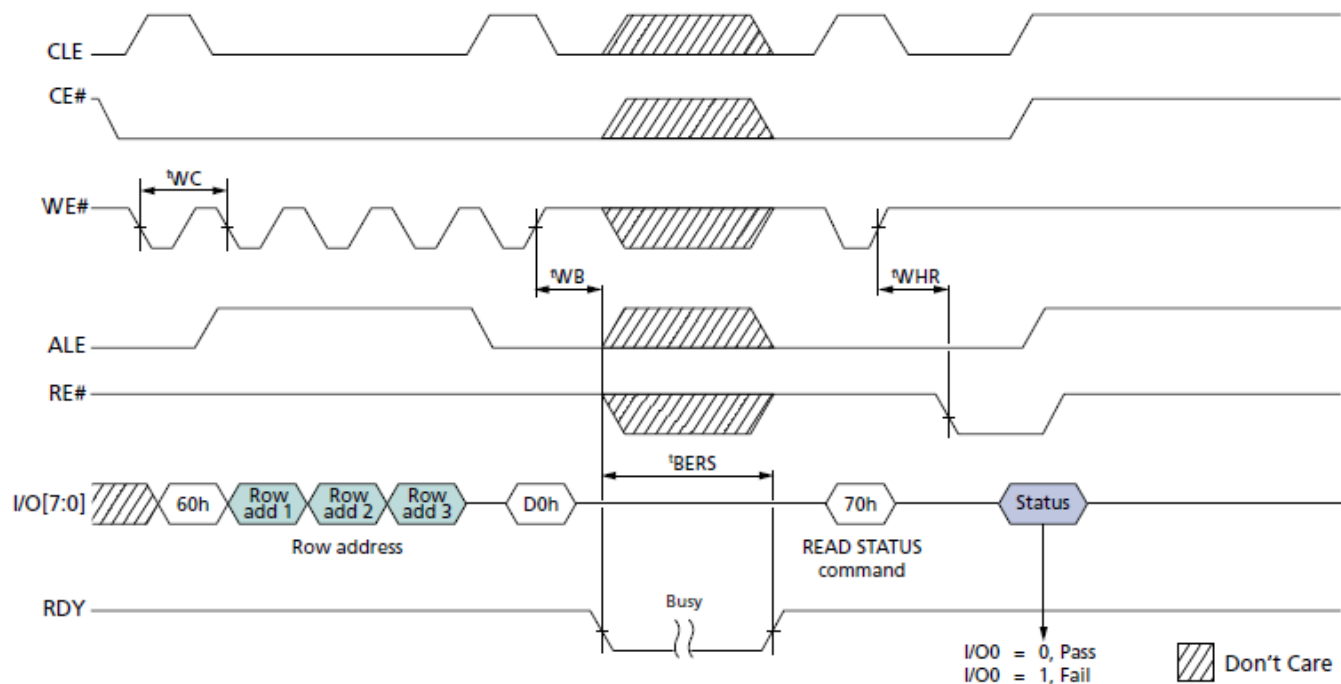 CLE
CE#
tWC
WE#
tWB
tWHR
ALE
RE#
tBERS
I/O[7:0]
60h
Row add 1
Row add 2
Row add 3
D0h
70h
Status
Row address
READ STATUS
command
RDY
Busy
I/O0 = 0, Pass
I/O0 = 1, Fail
Don't Care